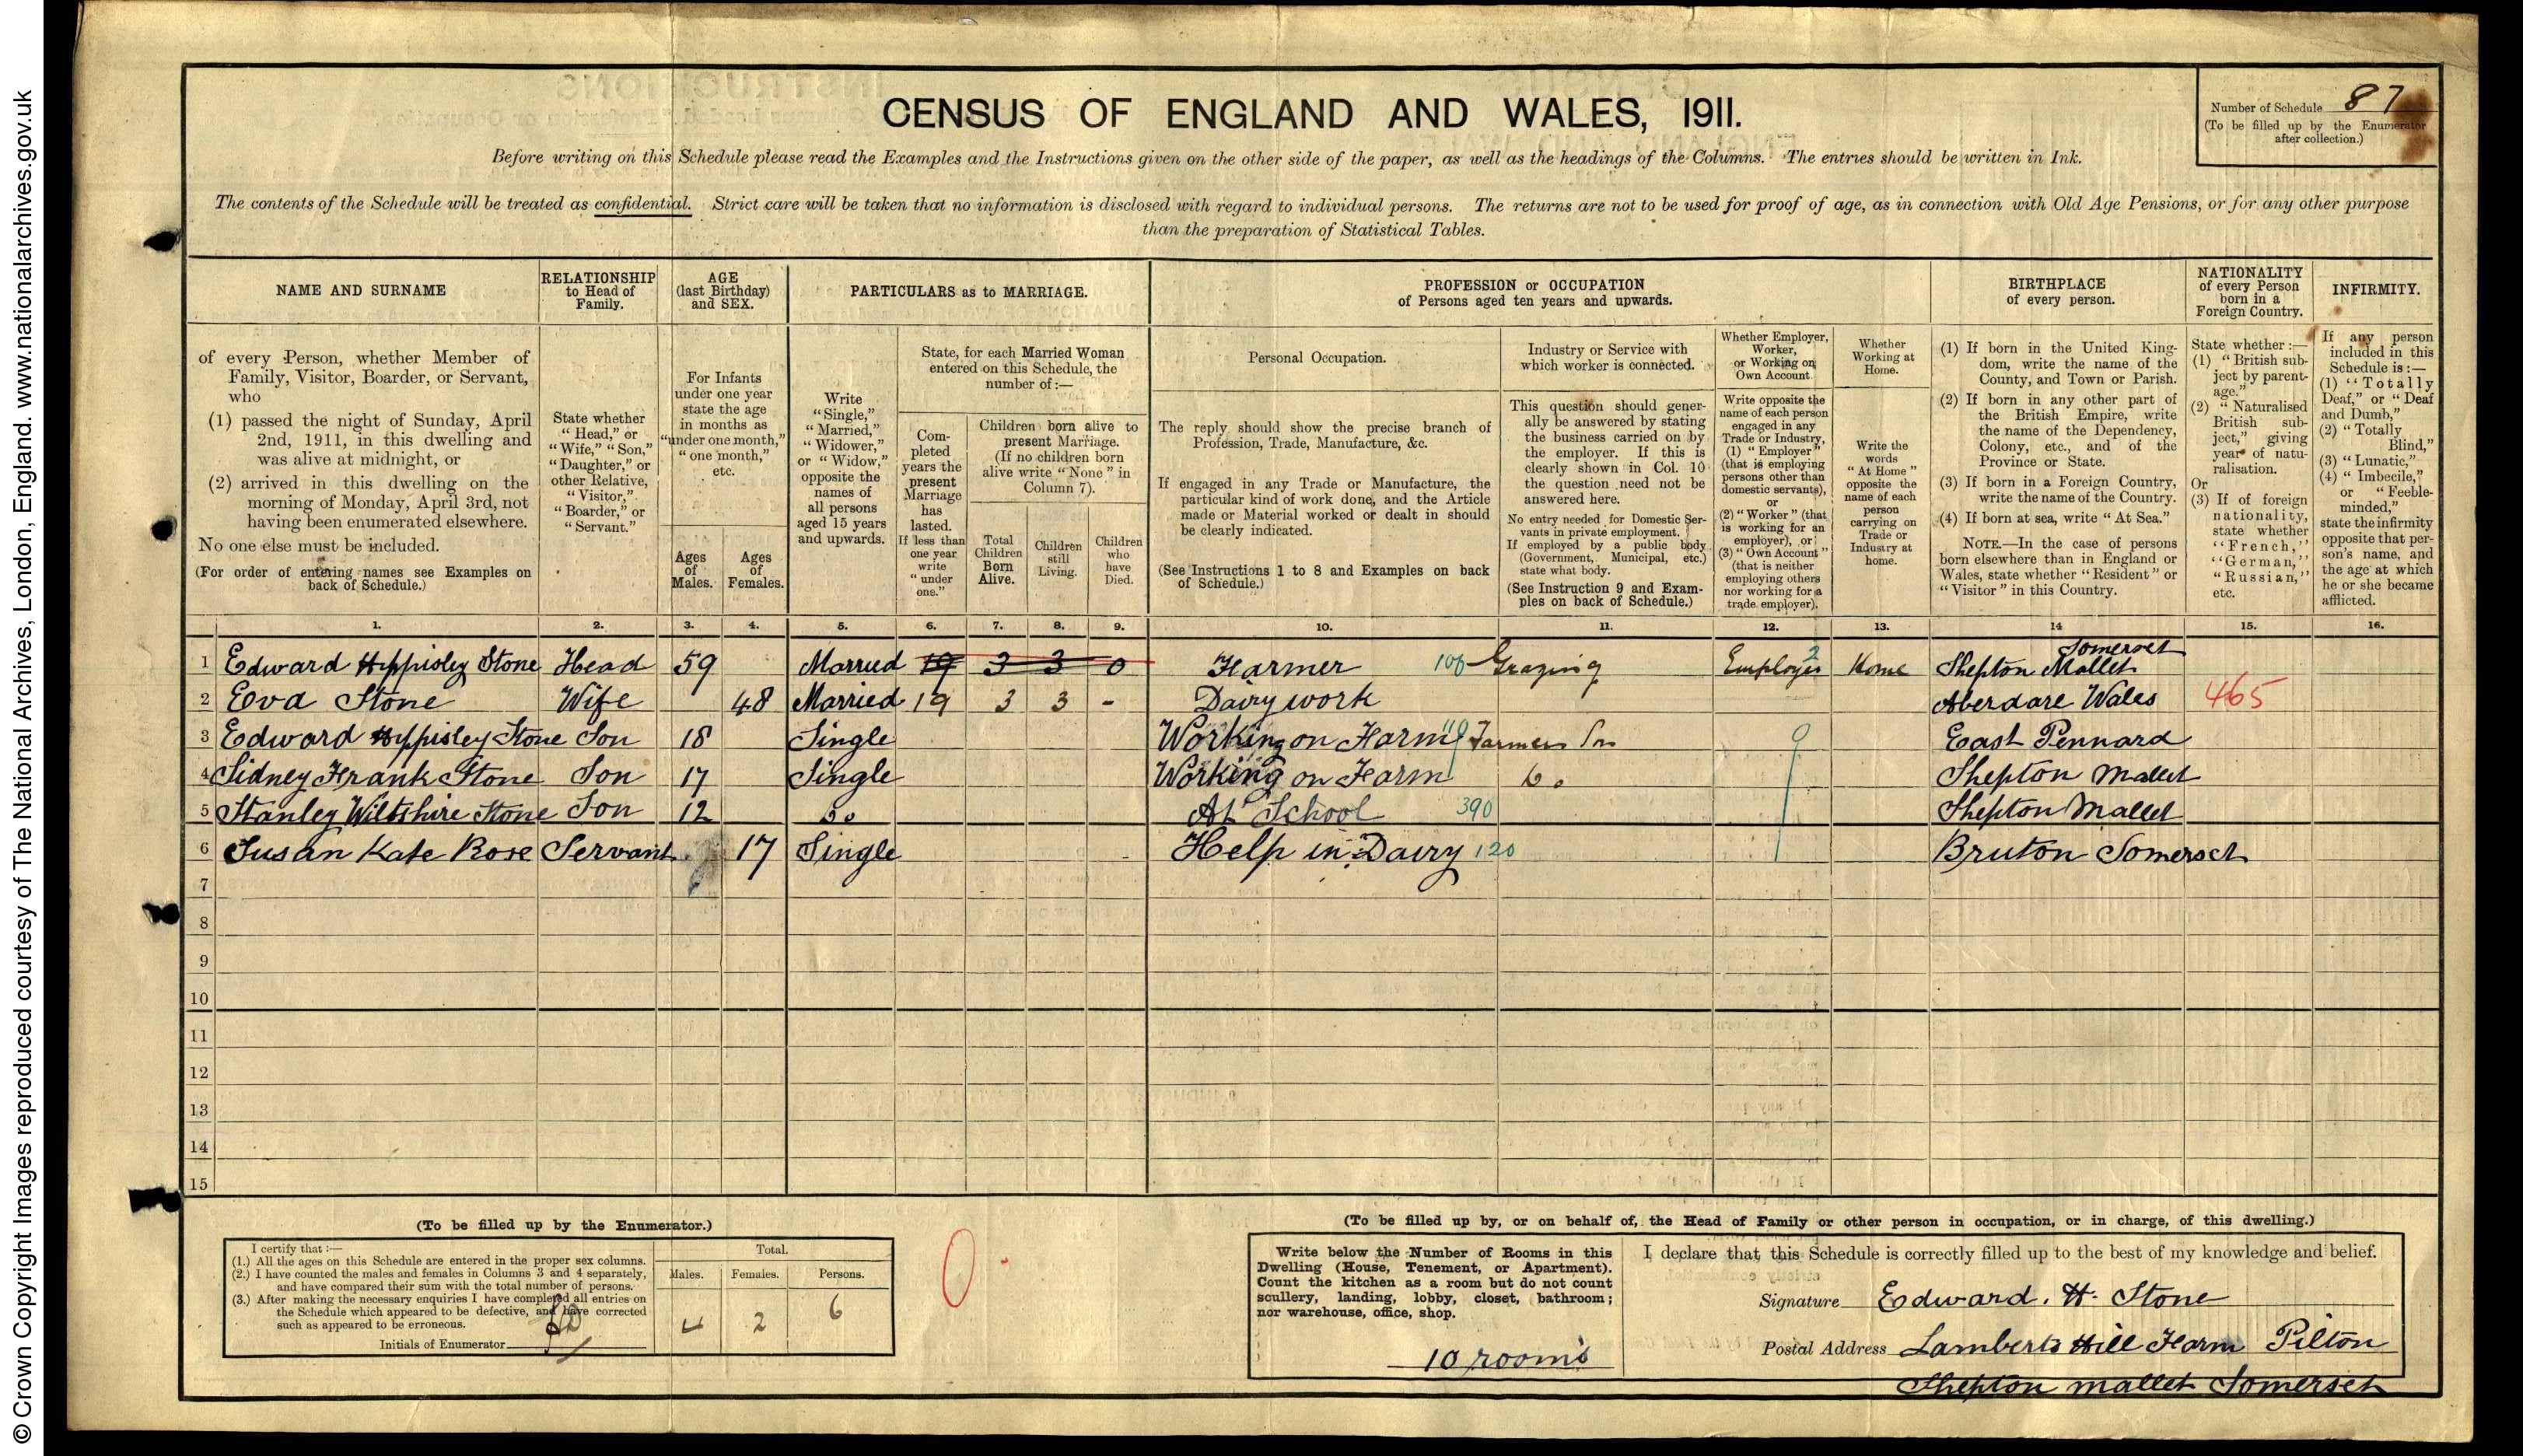 © Crown Copyright Images reproduced courtesy of The National Archives, London, England. www.nationalarchives.gov.uk
CENSUS OF ENGLAND AND WALES, 1911.
Number of Schedule 87
(To be filled up by the Enumerator
after collection.)
Before writing on this Schedule please read the Examples and the Instructions given on the other side of the paper, as well as the headings of the Columns. The entries should be written in Ink.
The contents of the Schedule will be treated as confidential. Strict care will be taken that no information is disclosed with regard to individual persons. The returns are not to be used for proof of age, as in connection with Old Age Pensions, or for any other purpose
than the preparation of Statistical Tables.
NAME AND SURNAME
of every Person, whether Member of
Family, Visitor, Boarder, or Servant,
who
(1) passed the night of Sunday, April
2nd, 1911, in this dwelling and
was alive at midnight, or
(2) arrived in this dwelling on the
morning of Monday, April 3rd, not
having been enumerated elsewhere.
No one else must be included.
(For order of entering names see Examples on
back of Schedule.)
RELATIONSHIP
to Head of
Family.
State whether
"Head," or
"Wife," "Son,"
"Daughter," or
other Relative,
"Visitor,"
"Boarder," or
"Servant."
AGE
(last Birthday)
and SEX.
For Infants
under one year
state the age
in months as
"under one month,"
"one month,"
etc.
Ages
of
Males.
Ages
of
Females.
PARTICULARS as to MARRIAGE.
Write
"Single,"
"Married,"
"Widower,"
or "Widow,"
opposite the
names of
all persons
aged 15 years
and upwards.
State, for each Married Woman
entered on this Schedule, the
number of:—
Com-
pleted
years the
present
Marriage
has
lasted.
If less than
one year
write
"under
one."
Children born alive to
present Marriage.
(If no children born
alive write "None" in
Column 7).
Total
Children
Born
Alive.
Children
still
Living.
Children
who
have
Died.
PROFESSION or OCCUPATION
of Persons aged ten years and upwards.
Personal Occupation.
The reply should show the precise branch of
Profession, Trade, Manufacture, &c.
If engaged in any Trade or Manufacture, the
particular kind of work done, and the Article
made or Material worked or dealt in should
be clearly indicated.
(See Instructions 1 to 8 and Examples on back
of Schedule.)
Industry or Service with
which worker is connected.
This question should gener-
ally be answered by stating
the business carried on by
the employer. If this is
clearly shown in Col. 10
the question need not be
answered here.
No entry needed for Domestic Ser-
vants in private employment.
If employed by a public body
(Government, Municipal, etc.)
state what body.
(See Instruction 9 and Exam-
ples on back of Schedule.)
Whether Employer,
Worker,
or Working on
Own Account.
Write opposite the
name of each person
engaged in any
Trade or Industry,
(1) "Employer"
(that is employing
persons other than
domestic servants),
or
(2) "Worker" (that
is working for an
employer), or
(3) "Own Account"
(that is neither
employing others
nor working for a
trade employer).
Whether
Working at
Home.
Write the
words
"At Home"
opposite the
name of each
person
carrying on
Trade or
Industry at
home.
BIRTHPLACE
of every person.
(1) If born in the United King-
dom, write the name of the
County, and Town or Parish.
(2) If born in any other part of
the British Empire, write
the name of the Dependency,
Colony, etc., and of the
Province or State.
(3) If born in a Foreign Country,
write the name of the Country.
(4) If born at sea, write "At Sea."
NOTE.—In the case of persons
born elsewhere than in England or
Wales, state whether "Resident" or
"Visitor" in this Country.
NATIONALITY
of every Person
born in a
Foreign Country.
State whether:—
(1) "British sub-
ject by parent-
age."
(2) "Naturalised
British sub-
ject," giving
year of natu-
ralisation.
Or
(3) If of foreign
nationality,
state whether
"French,"
"German,"
"Russian,"
etc.
INFIRMITY.
If any person
included in this
Schedule is:—
(1) "Totally
Deaf," or "Deaf
and Dumb,"
(2) "Totally
Blind,"
(3) "Lunatic,"
(4) "Imbecile,"
or "Feeble-
minded,"
state the infirmity
opposite that per-
son's name, and
the age at which
he or she became
afflicted.
1. 2. 3. 4. 5. 6. 7. 8. 9. 10. 11. 12. 13. 14 15. 16.
1 Edward Hippisley Stone Head 59 Married 19 3 3 0 Farmer 100 Grazing Employer 2 Home Somerset Shepton Mallet
2 Eva Stone Wife 48 Married 19 3 3 - Dairy work Aberdare Wales 465
3 Edward Hippisley Stone Son 18 Single Working on Farm 110 Farmers Son East Pennard
4 Sidney Frank Stone Son 17 Single Working on Farm Do. Shepton Mallet
5 Stanley Wiltshire Stone Son 12 Do At School 390 Shepton Mallet
6 Susan Kate Rose Servant 17 Single Help in Dairy 120 Bruton Somerset
7
8
9
10
11
12
13
14
15
(To be filled up by the Enumerator.)
I certify that:—
(1.) All the ages on this Schedule are entered in the proper sex columns.
(2.) I have counted the males and females in Columns 3 and 4 separately,
and have compared their sum with the total number of persons.
(3.) After making the necessary enquiries I have completed all entries on
the Schedule which appeared to be defective, and have corrected
such as appeared to be erroneous.
Initials of Enumerator
Total.
Males. Females. Persons.
4 2 6
(To be filled up by, or on behalf of, the Head of Family or other person in occupation, or in charge, of this dwelling.)
Write below the Number of Rooms in this
Dwelling (House, Tenement, or Apartment).
Count the kitchen as a room but do not count
scullery, landing, lobby, closet, bathroom;
nor warehouse, office, shop.
10 rooms
I declare that this Schedule is correctly filled up to the best of my knowledge and belief.
Signature Edward. H. Stone
Postal Address Lamberts Hill Farm Pilton
Shepton Mallet Somerset